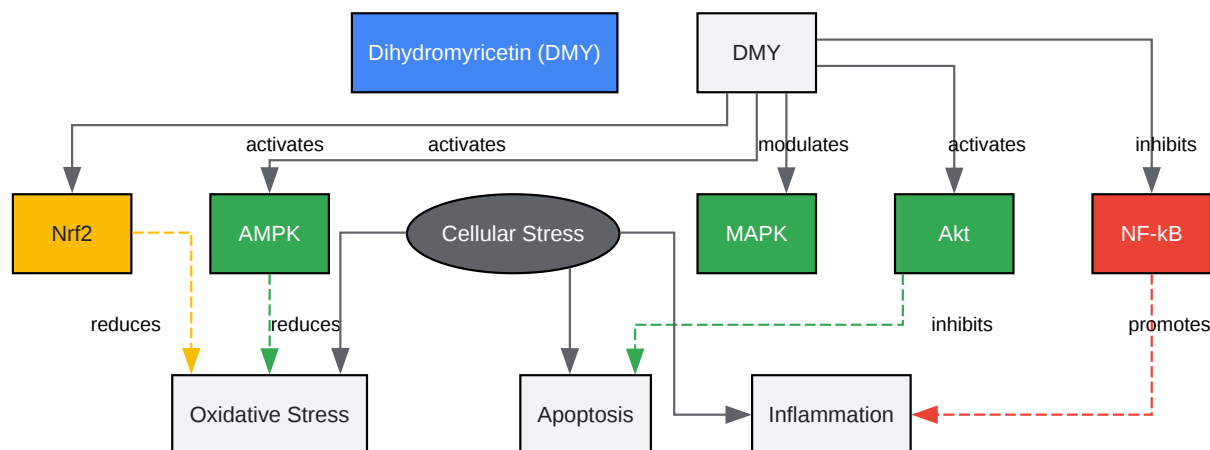 Dihydromyricetin (DMY)
DMY
activates
activates
modulates
activates
inhibits
Nrf2
AMPK
Cellular Stress
MAPK
Akt
NF-kB
reduces
reduces
inhibits
promotes
Oxidative Stress
Apoptosis
Inflammation